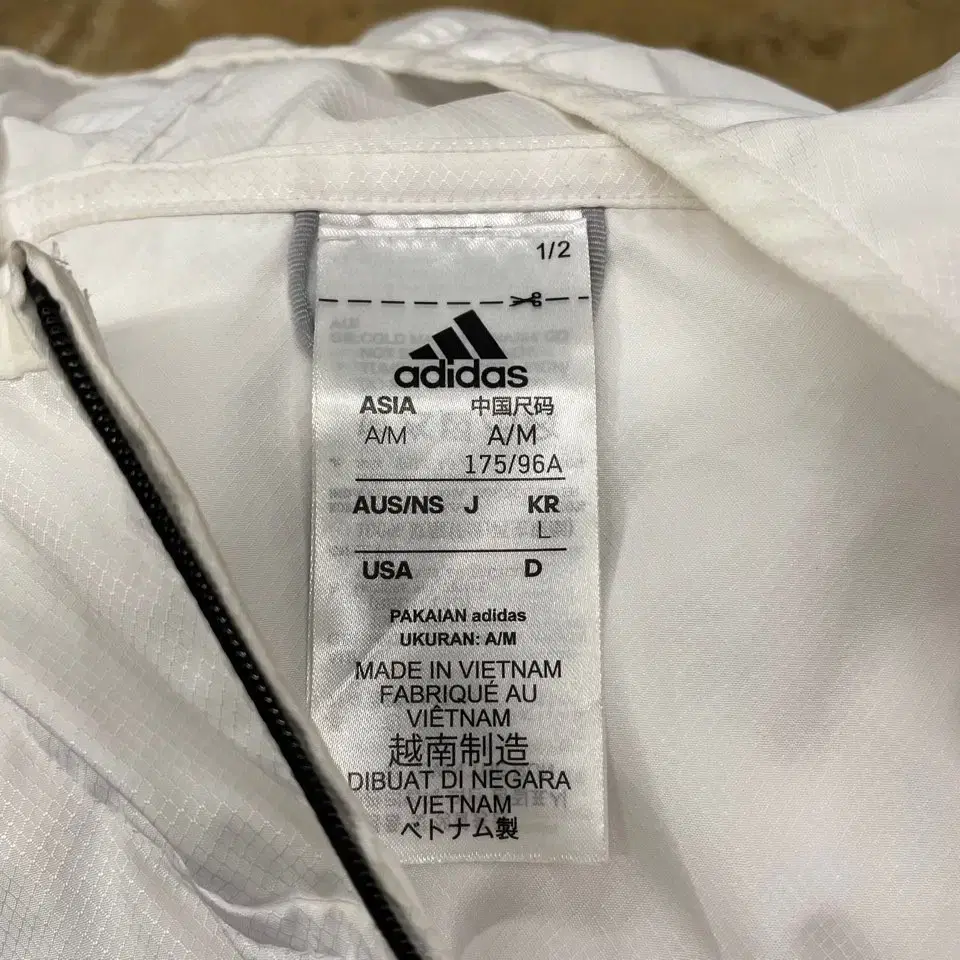 1/2
adidas
ASIA 中国尺码
A/M A/M
175/96A
AUS/NS J KR
L
USA D
PAKAIAN adidas
UKURAN: A/M
MADE IN VIETNAM
FABRIQUÉ AU
VIÊTNAM
越南制造
DIBUAT DI NEGARA
VIETNAM
ベトナム製